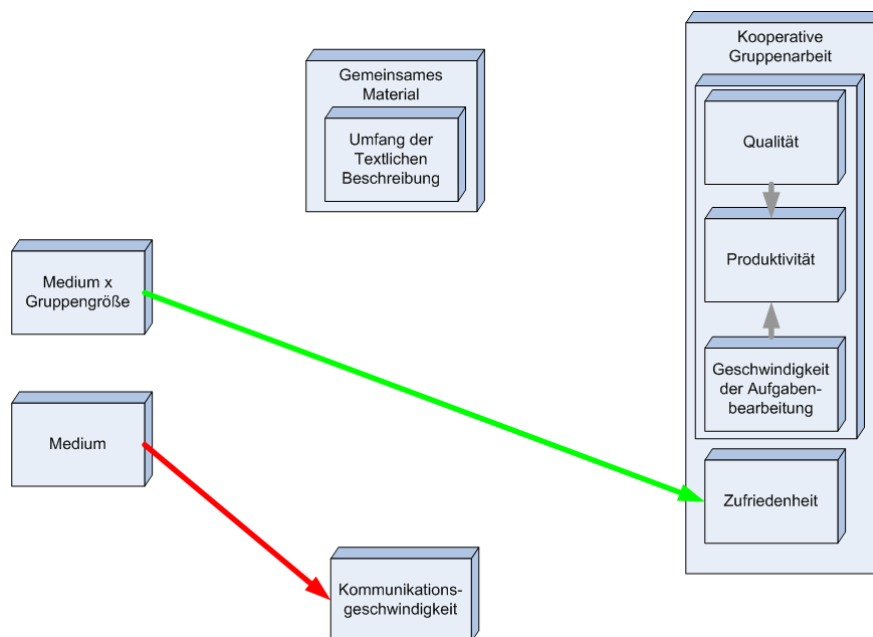 Kooperative
Gruppenarbeit
Gemeinsames
Material
Umfang der
Textlichen
Beschreibung
Qualität
Produktivität
Medium x
Gruppengröße
Geschwindigkeit
der Aufgaben-
bearbeitung
Medium
Zufriedenheit
Kommunikations-
geschwindigkeit